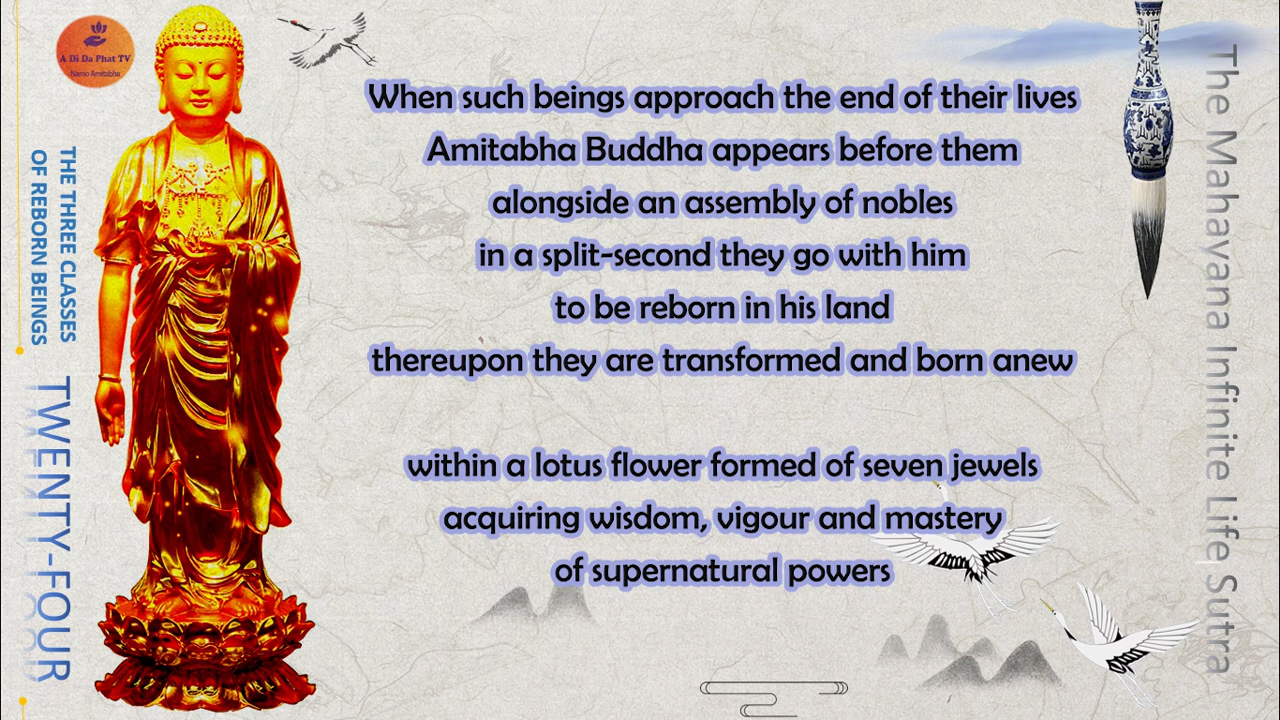 A Di Da Phat TV
Namo Amitabha
THE THREE CLASSES
OF REBORN BEINGS
TWENTY-FOUR
When such beings approach the end of their lives
Amitabha Buddha appears before them
alongside an assembly of nobles
in a split-second they go with him
to be reborn in his land
thereupon they are transformed and born anew
within a lotus flower formed of seven jewels
acquiring wisdom, vigour and mastery
of supernatural powers
The Mahayana Infinite Life Sutra